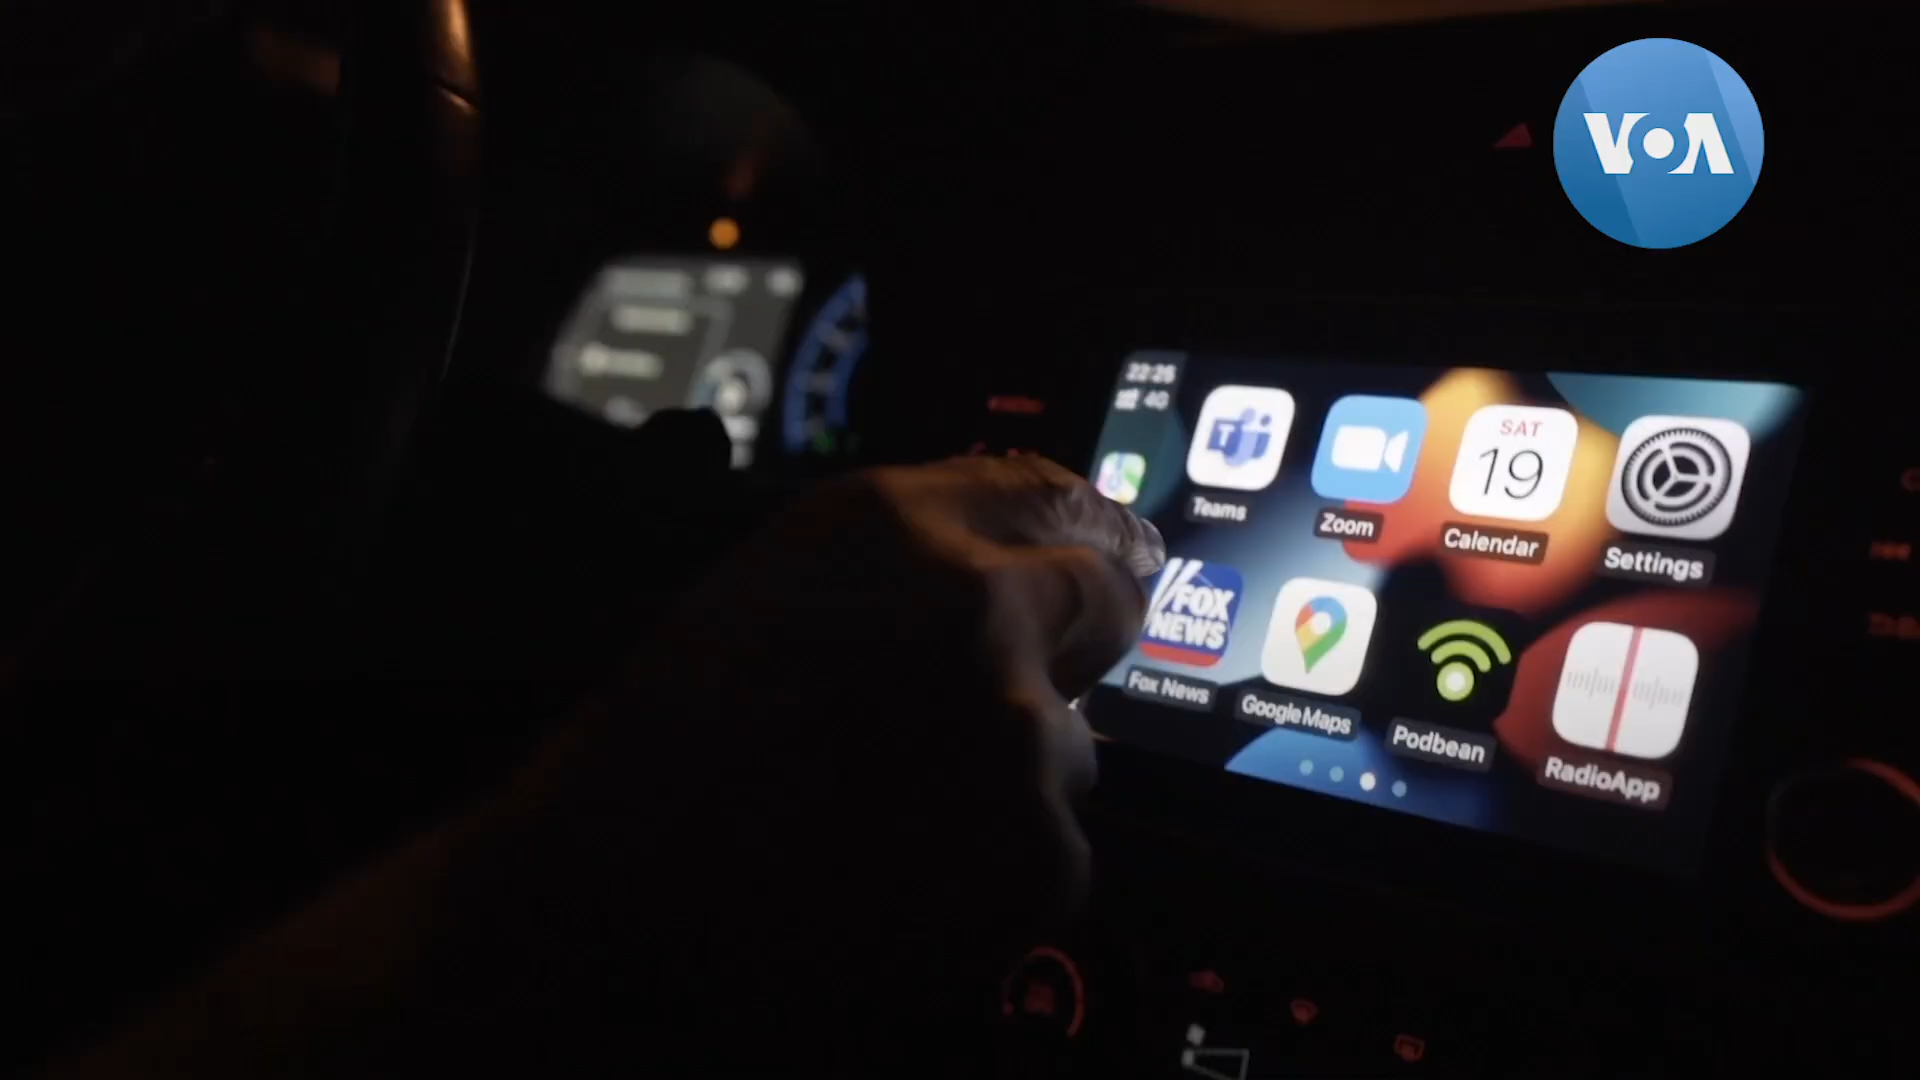 VOA
22:25
4G
Teams
Zoom
SAT
19
Calendar
Settings
FOX
NEWS
Fox News
Google Maps
Podbean
RadioApp